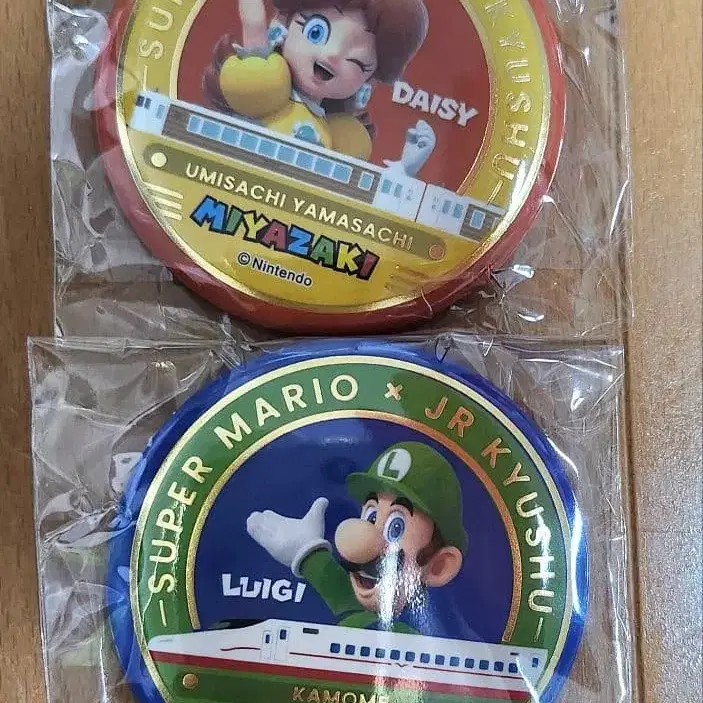 SU
KYUSHU
DAISY
UMISACHI YAMASACHI
MIYAZAKI
© Nintendo
SUPER MARIO × JR KYUSHU
L
LUIGI
KAMOME